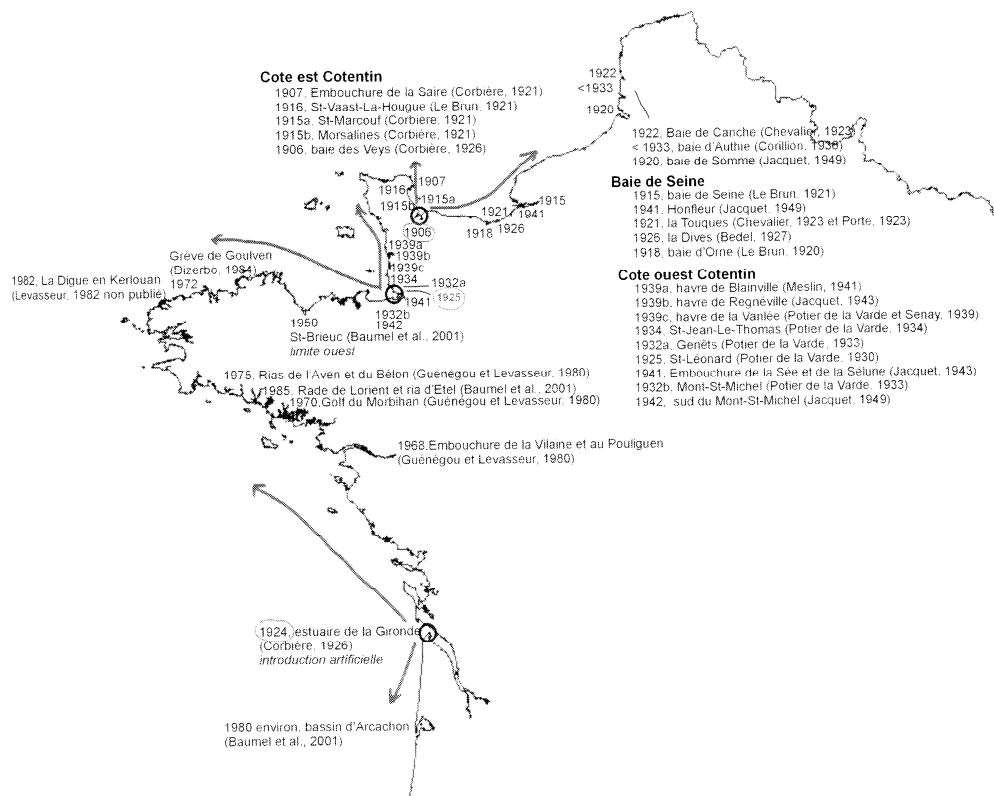 Cote est Cotentin
1907, Embouchure de la Saire (Corbière, 1921)
1916, St-Vaast-La-Hougue (Le Brun, 1921)
1915a, St-Marcouf (Corbière, 1921)
1915b, Morsalines (Corbière, 1921)
1906, baie des Veys (Corbière, 1926)
1922
<1933
1920
1922, Baie de Canche (Chevalier, 1923)
< 1933, baie d'Authie (Corillion, 1938)
1920, baie de Somme (Jacquet, 1949)
Baie de Seine
1915, baie de Seine (Le Brun, 1921)
1941, Honfleur (Jacquet, 1949)
1921, la Touques (Chevalier, 1923 et Porte, 1923)
1926, la Dives (Bedel, 1927)
1918, baie d'Orne (Le Brun, 1920)
Cote ouest Cotentin
1939a, havre de Blainville (Meslin, 1941)
1939b, havre de Regnéville (Jacquet, 1943)
1939c, havre de la Vanlée (Potier de la Varde et Senay, 1939)
1934, St-Jean-Le-Thomas (Potier de la Varde, 1934)
1932a, Genêts (Potier de la Varde, 1933)
1925, St-Léonard (Potier de la Varde, 1930)
1941, Embouchure de la Sée et de la Sélune (Jacquet, 1943)
1932b, Mont-St-Michel (Potier de la Varde, 1933)
1942, sud du Mont-St-Michel (Jacquet, 1949)
1907
1916
1915a
1915b
1906
1921
1915
1941
1926
1918
1939a
1939b
1939c
1934
1932a
1941
1925
1932b
1942
Grève de Goulven
(Dizerbo, 1981)
1972
1982, La Digue en Kerlouan
(Levasseur, 1982 non publié)
1950
St-Brieuc (Baumel et al., 2001)
limite ouest
1975, Rias de l'Aven et du Bélon (Guénégou et Levasseur, 1980)
1985, Rade de Lorient et ria d'Etel (Baumel et al., 2001)
1970, Golf du Morbihan (Guénégou et Levasseur, 1980)
1968, Embouchure de la Vilaine et au Pouliguen
(Guénégou et Levasseur, 1980)
1924, estuaire de la Gironde
(Corbière, 1926)
introduction artificielle
1980 environ, bassin d'Arcachon
(Baumel et al., 2001)